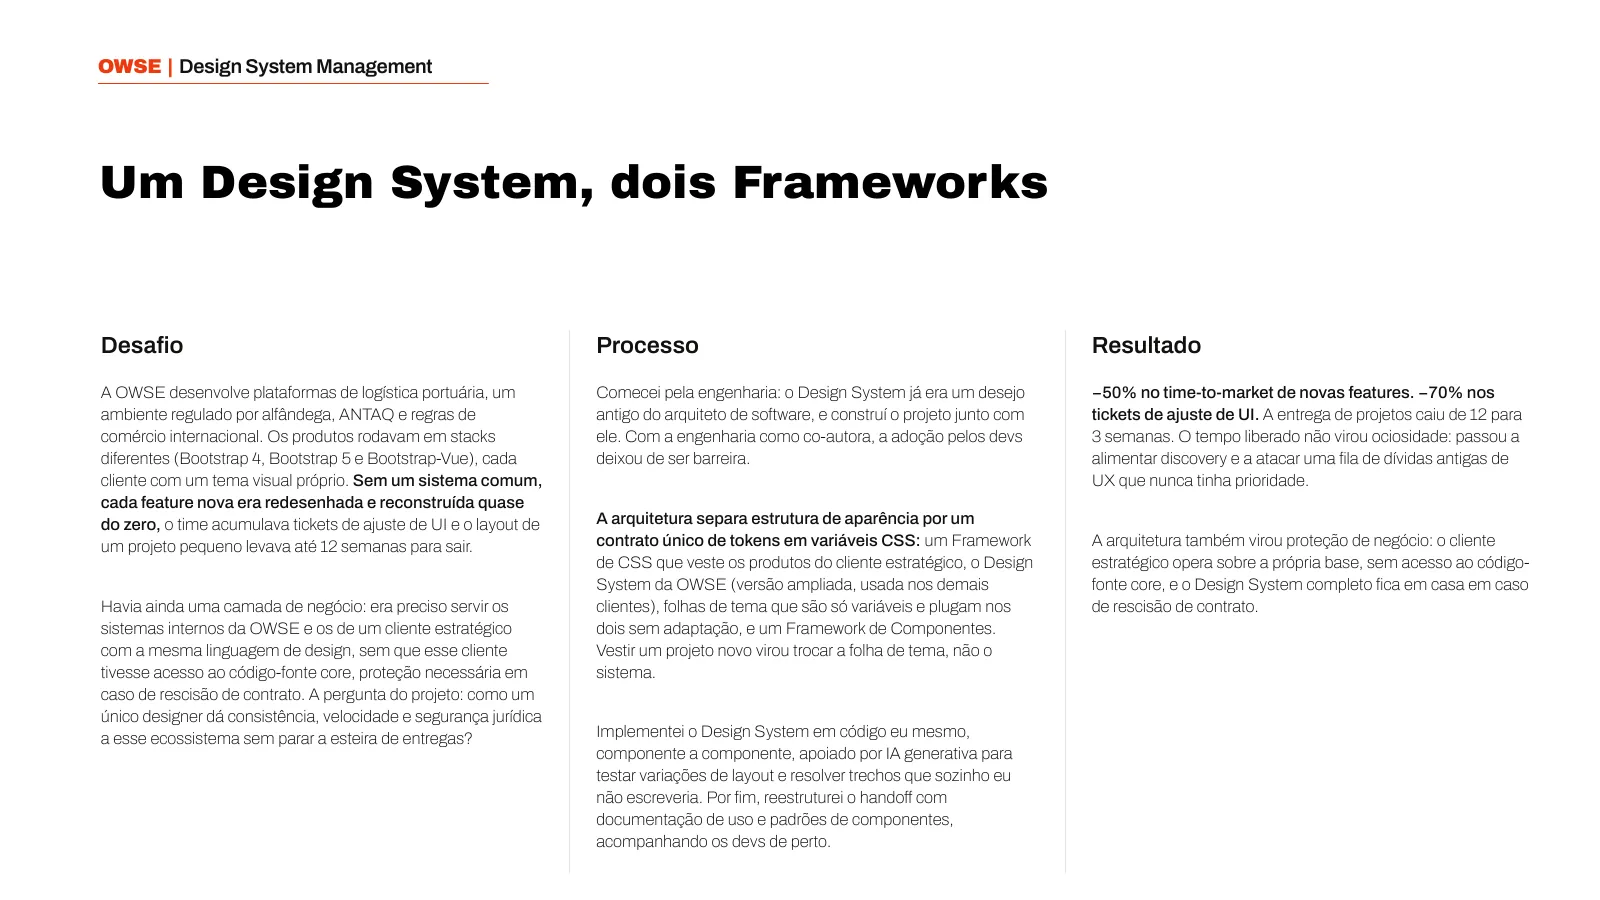 OWSE | Design System Management
Um Design System, dois Frameworks
Desafio
A OWSE desenvolve plataformas de logística portuária, um
ambiente regulado por alfândega, ANTAQ e regras de
comércio internacional. Os produtos rodavam em stacks
diferentes (Bootstrap 4, Bootstrap 5 e Bootstrap-Vue), cada
cliente com um tema visual próprio. Sem um sistema comum,
cada feature nova era redesenhada e reconstruída quase
do zero, o time acumulava tickets de ajuste de UI e o layout de
um projeto pequeno levava até 12 semanas para sair.
Havia ainda uma camada de negócio: era preciso servir os
sistemas internos da OWSE e os de um cliente estratégico
com a mesma linguagem de design, sem que esse cliente
tivesse acesso ao código-fonte core, proteção necessária em
caso de rescisão de contrato. A pergunta do projeto: como um
único designer dá consistência, velocidade e segurança jurídica
a esse ecossistema sem parar a esteira de entregas?
Processo
Comecei pela engenharia: o Design System já era um desejo
antigo do arquiteto de software, e construí o projeto junto com
ele. Com a engenharia como co-autora, a adoção pelos devs
deixou de ser barreira.
A arquitetura separa estrutura de aparência por um
contrato único de tokens em variáveis CSS: um Framework
de CSS que veste os produtos do cliente estratégico, o Design
System da OWSE (versão ampliada, usada nos demais
clientes), folhas de tema que são só variáveis e plugam nos
dois sem adaptação, e um Framework de Componentes.
Vestir um projeto novo virou trocar a folha de tema, não o
sistema.
Implementei o Design System em código eu mesmo,
componente a componente, apoiado por IA generativa para
testar variações de layout e resolver trechos que sozinho eu
não escreveria. Por fim, reestruturei o handoff com
documentação de uso e padrões de componentes,
acompanhando os devs de perto.
Resultado
−50% no time-to-market de novas features. −70% nos
tickets de ajuste de UI. A entrega de projetos caiu de 12 para
3 semanas. O tempo liberado não virou ociosidade: passou a
alimentar discovery e a atacar uma fila de dívidas antigas de
UX que nunca tinha prioridade.
A arquitetura também virou proteção de negócio: o cliente
estratégico opera sobre a própria base, sem acesso ao código-
fonte core, e o Design System completo fica em casa em caso
de rescisão de contrato.